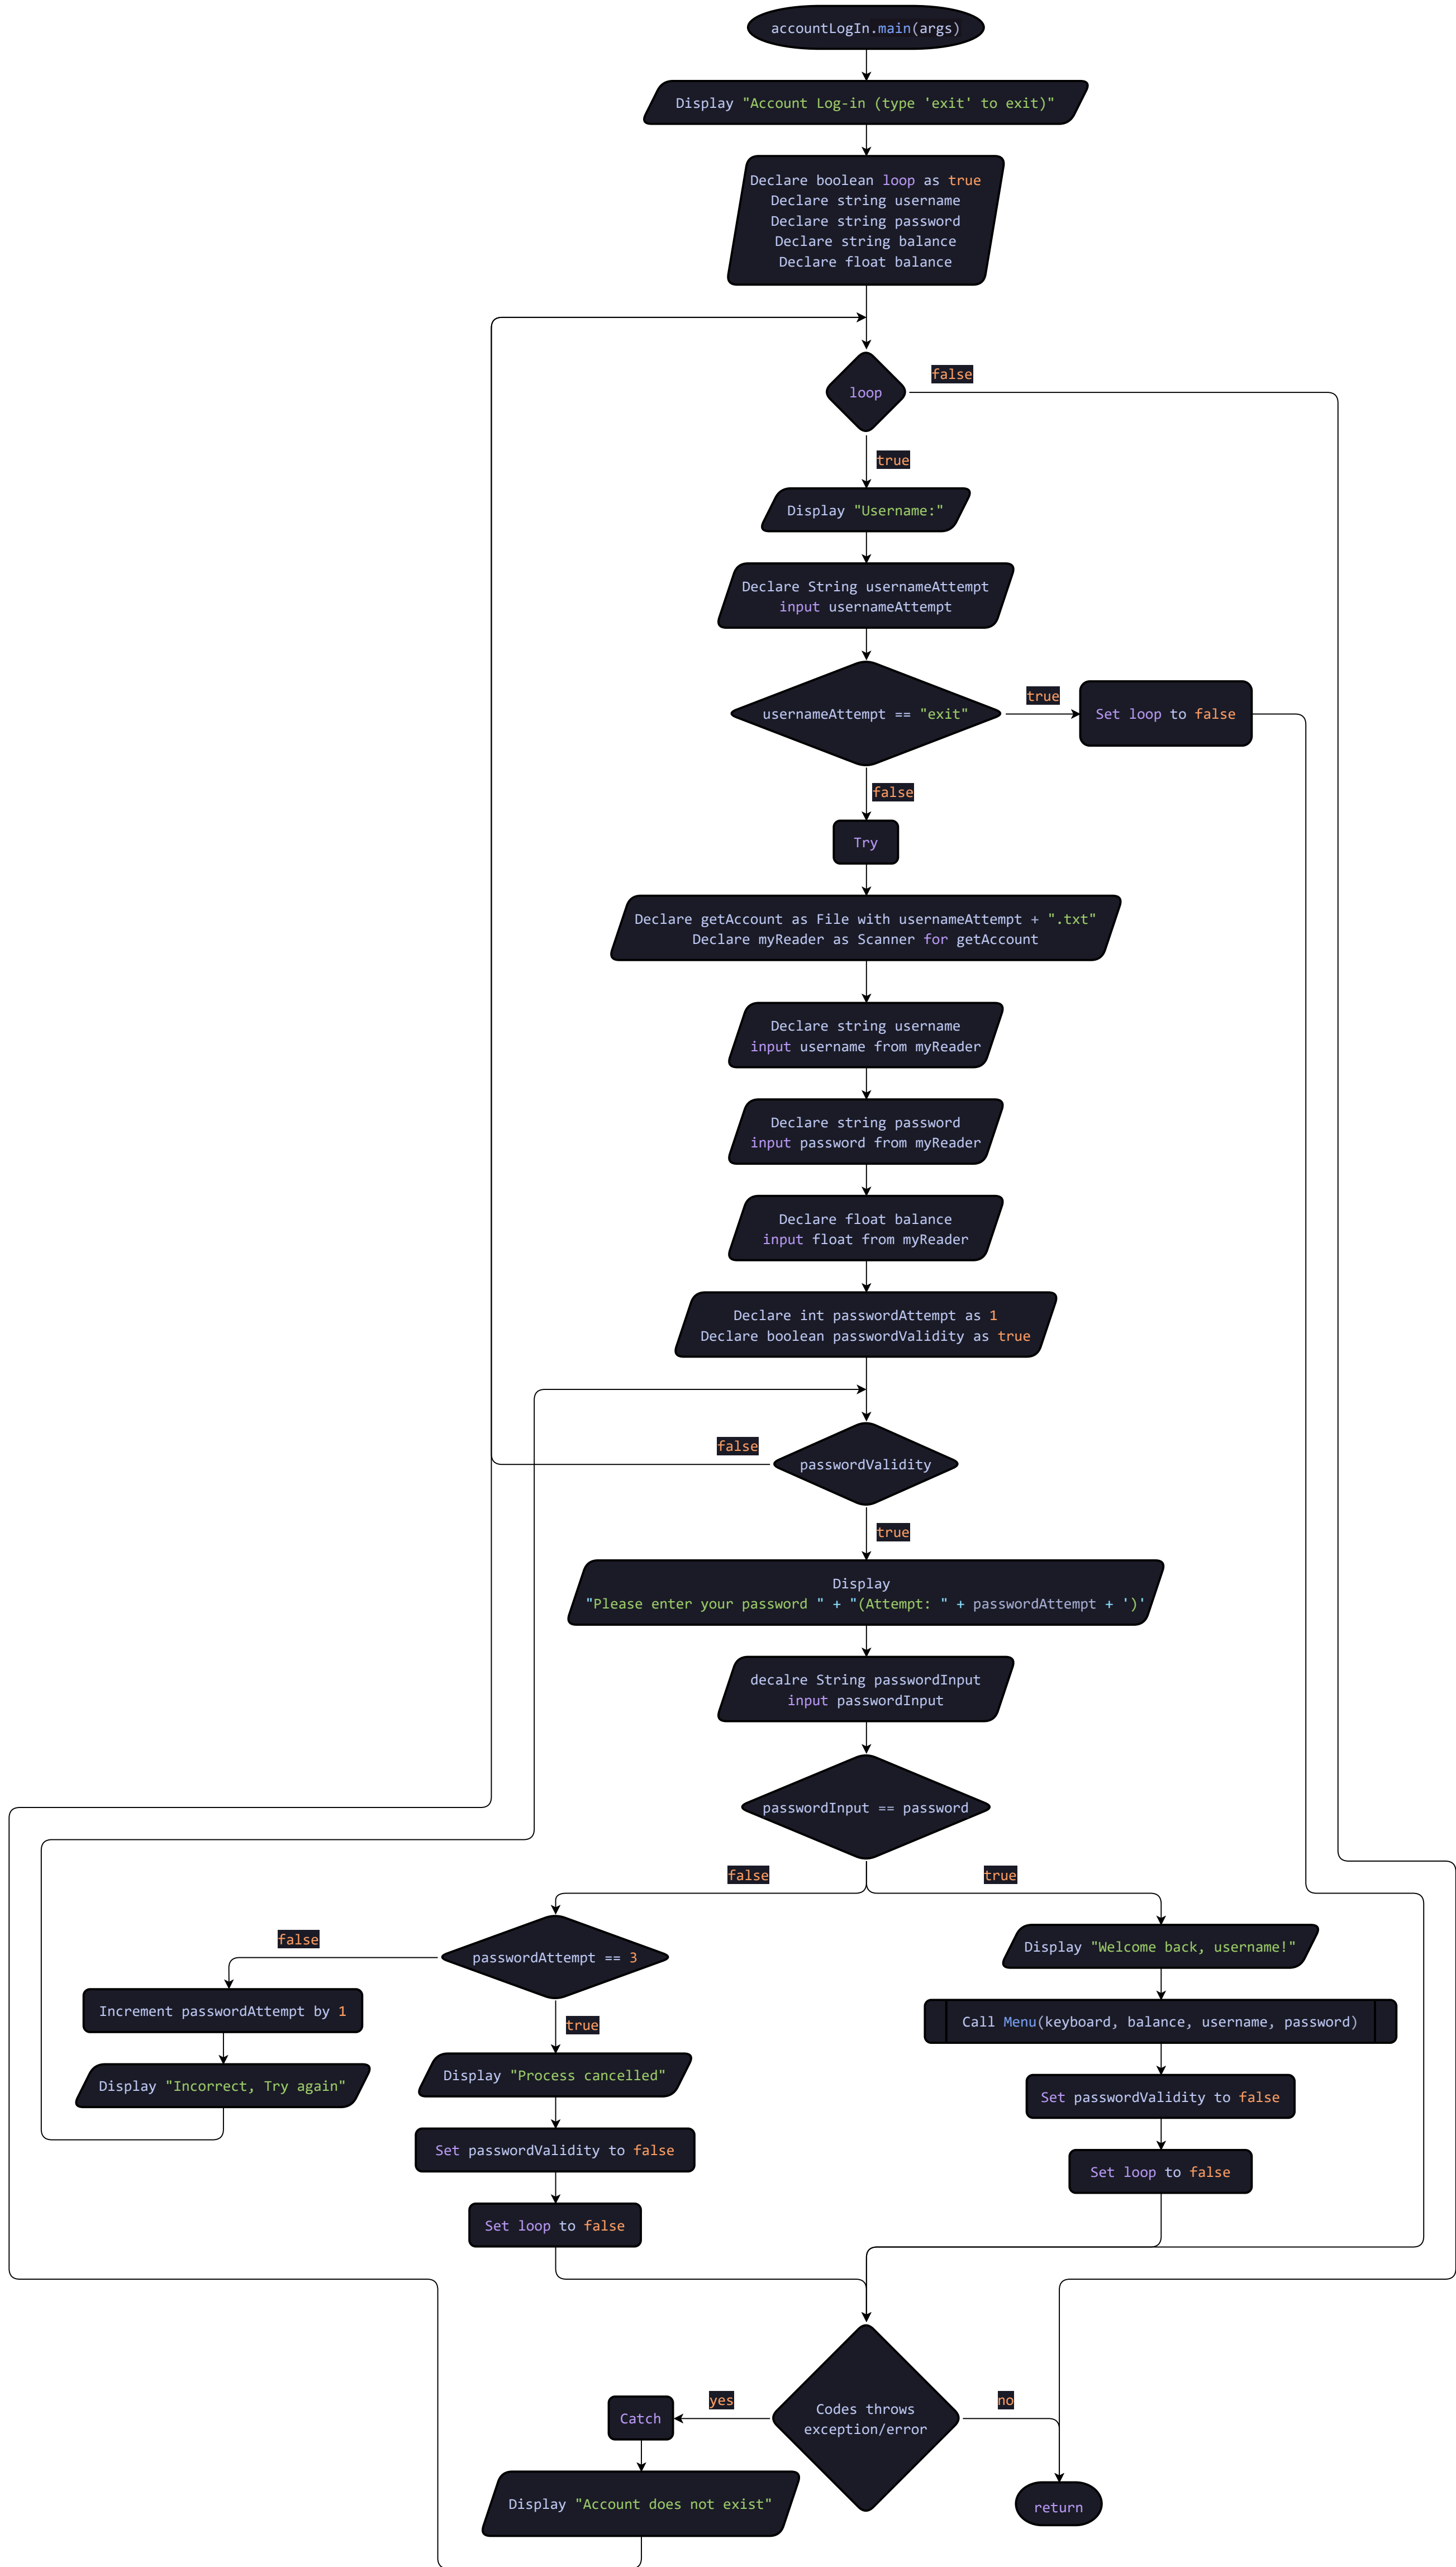 accountLogIn.main(args)
Display "Account Log-in (type 'exit' to exit)"
Declare boolean loop as true
Declare string username
Declare string password
Declare string balance
Declare float balance
loop
false
true
Display "Username:"
Declare String usernameAttempt
input usernameAttempt
usernameAttempt == "exit"
true
Set loop to false
false
Try
Declare getAccount as File with usernameAttempt + ".txt"
Declare myReader as Scanner for getAccount
Declare string username
input username from myReader
Declare string password
input password from myReader
Declare float balance
input float from myReader
Declare int passwordAttempt as 1
Declare boolean passwordValidity as true
passwordValidity
false
true
Display
"Please enter your password " + "(Attempt: " + passwordAttempt + ')'
decalre String passwordInput
input passwordInput
passwordInput == password
false
true
passwordAttempt == 3
false
Increment passwordAttempt by 1
Display "Incorrect, Try again"
true
Display "Process cancelled"
Set passwordValidity to false
Set loop to false
Display "Welcome back, username!"
Call Menu(keyboard, balance, username, password)
Set passwordValidity to false
Set loop to false
Codes throws
exception/error
yes
no
Catch
Display "Account does not exist"
return